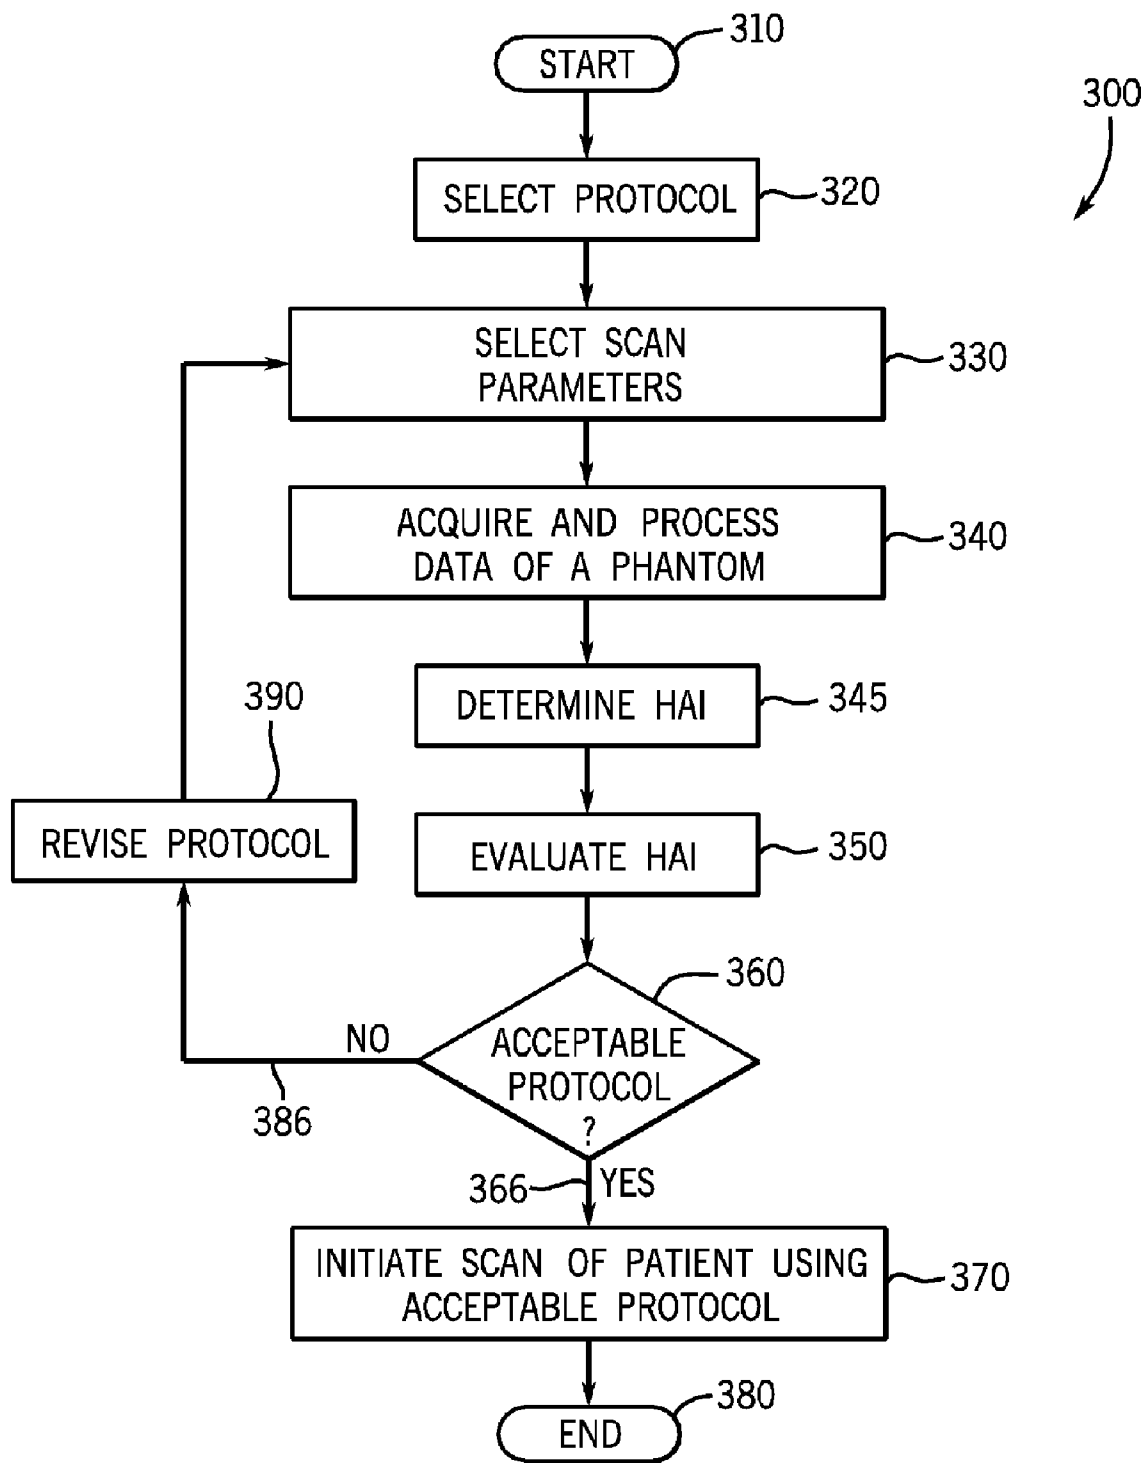 310
START
300
SELECT PROTOCOL
320
SELECT SCAN
PARAMETERS
330
ACQUIRE AND PROCESS
DATA OF A PHANTOM
340
DETERMINE HAI
345
390
REVISE PROTOCOL
EVALUATE HAI
350
360
NO
ACCEPTABLE
PROTOCOL
?
386
366
YES
INITIATE SCAN OF PATIENT USING
ACCEPTABLE PROTOCOL
370
380
END